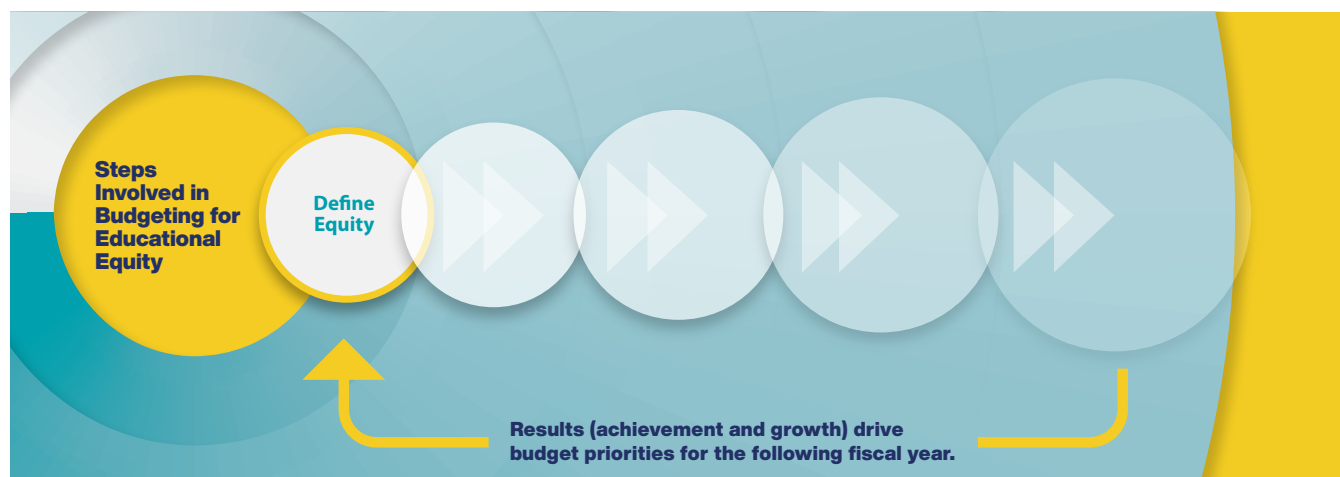 Steps
Involved in
Budgeting for
Educational
Equity
Define
Equity
Results (achievement and growth) drive
budget priorities for the following fiscal year.